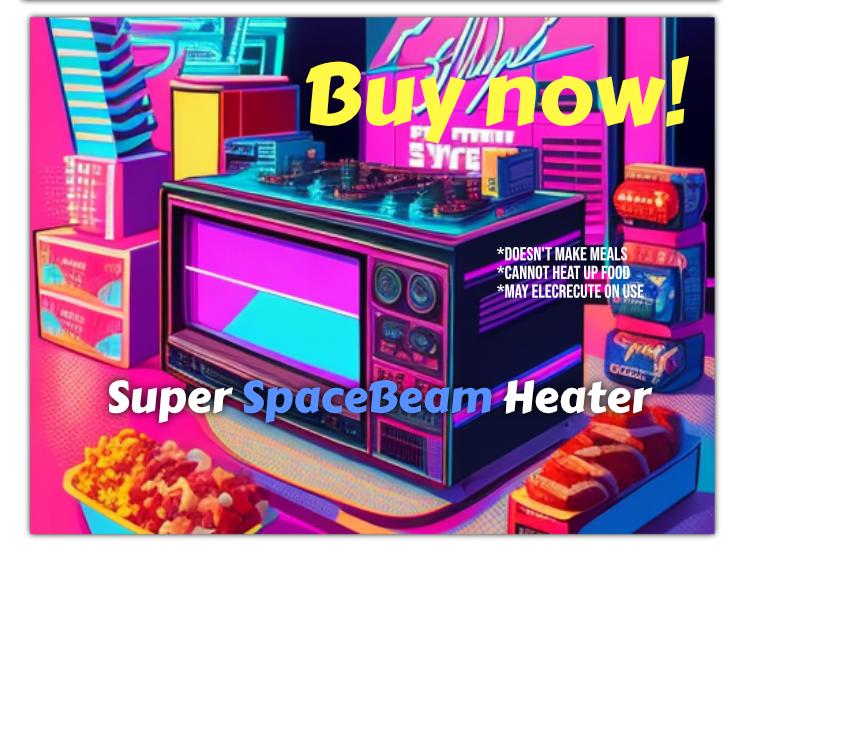 Buy now!
*DOESN'T MAKE MEALS
*CANNOT HEAT UP FOOD
*MAY ELECRECUTE ON USE
Super SpaceBeam Heater